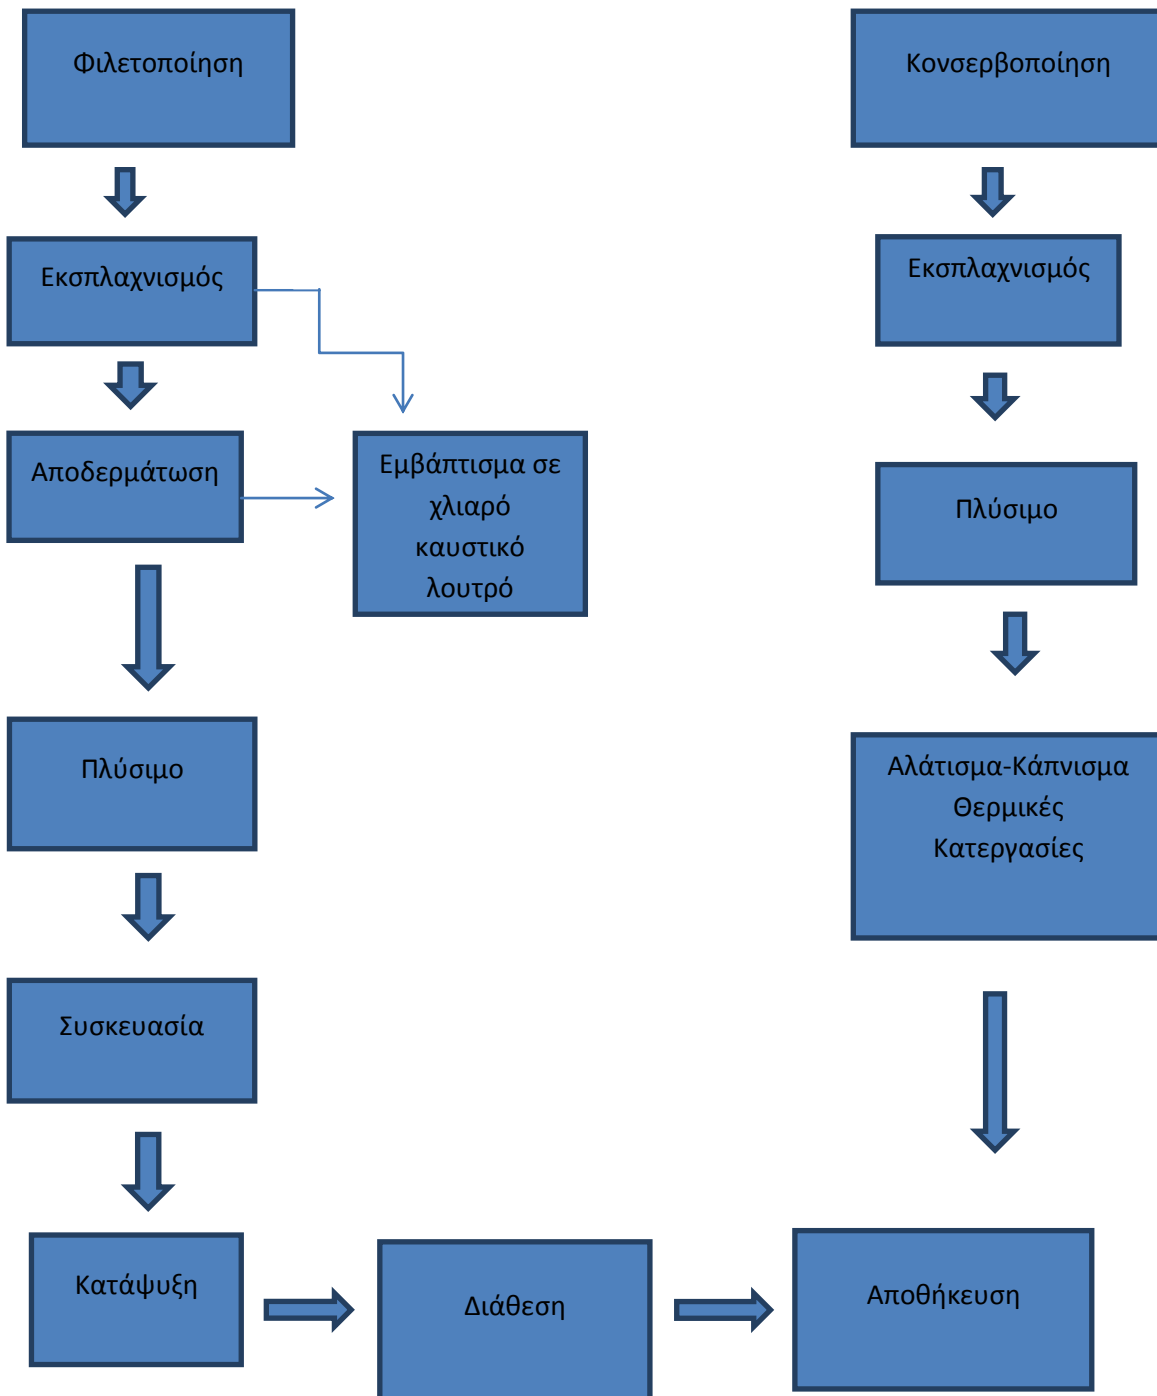 Φιλετοποίηση
Κονσερβοποίηση
Εκσπλαχνισμός
Εκσπλαχνισμός
Αποδερμάτωση
Εμβάπτισμα σε
χλιαρό
καυστικό
λουτρό
Πλύσιμο
Πλύσιμο
Αλάτισμα-Κάπνισμα
Θερμικές
Κατεργασίες
Συσκευασία
Κατάψυξη
Διάθεση
Αποθήκευση